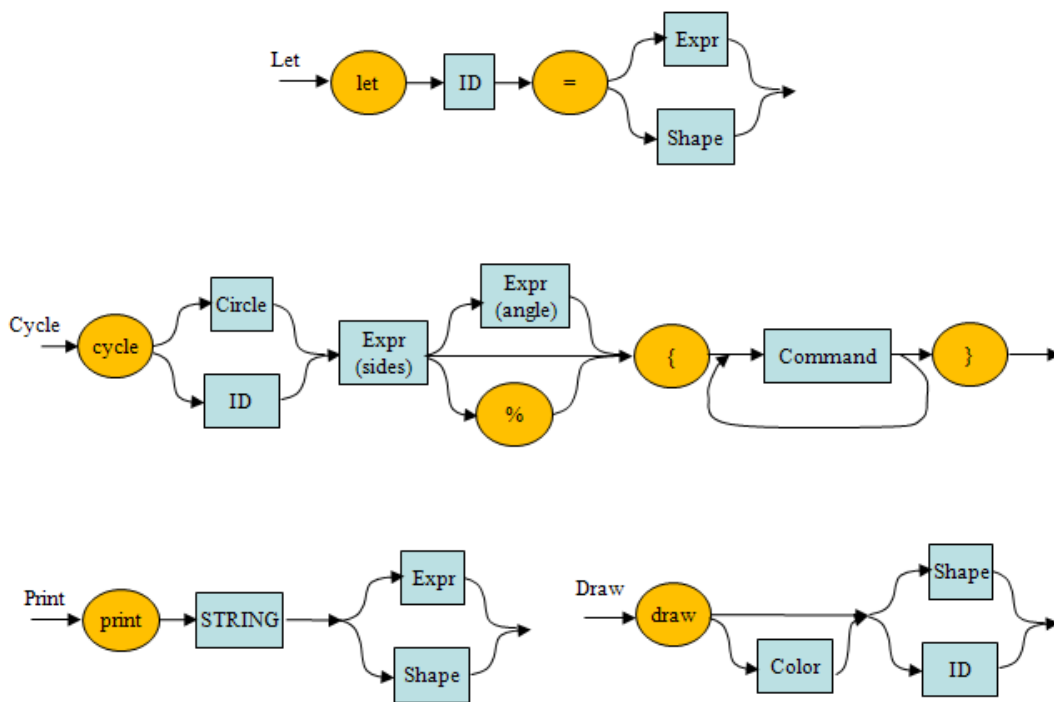 Let
let
ID
=
Expr
Shape
Cycle
cycle
Circle
ID
Expr
(sides)
Expr
(angle)
%
{
Command
}
Print
print
STRING
Expr
Shape
Draw
draw
Color
Shape
ID